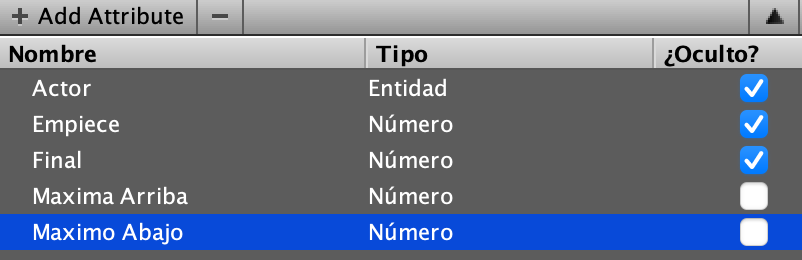 + Add Attribute −
Nombre Tipo ¿Oculto?
Actor Entidad
Empiece Número
Final Número
Maxima Arriba Número
Maximo Abajo Número